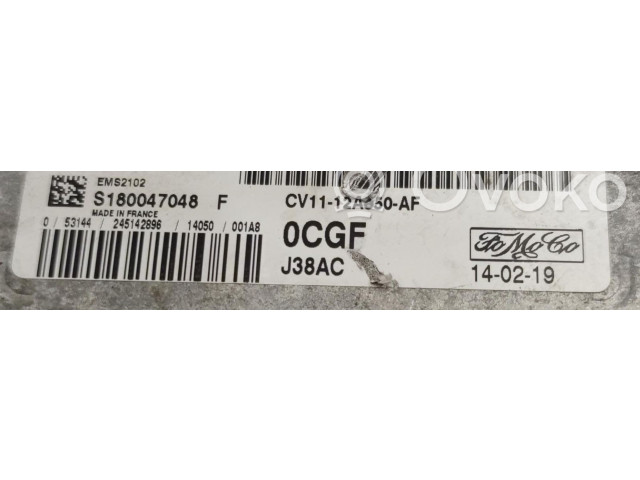 EMS2102
S180047048 F
MADE IN FRANCE
0 / 53144 / 245142896 / 14050 / 001A8
CV11-12A650-AF
0CGF
J38AC
FoMoCo
14-02-19
OVOKO